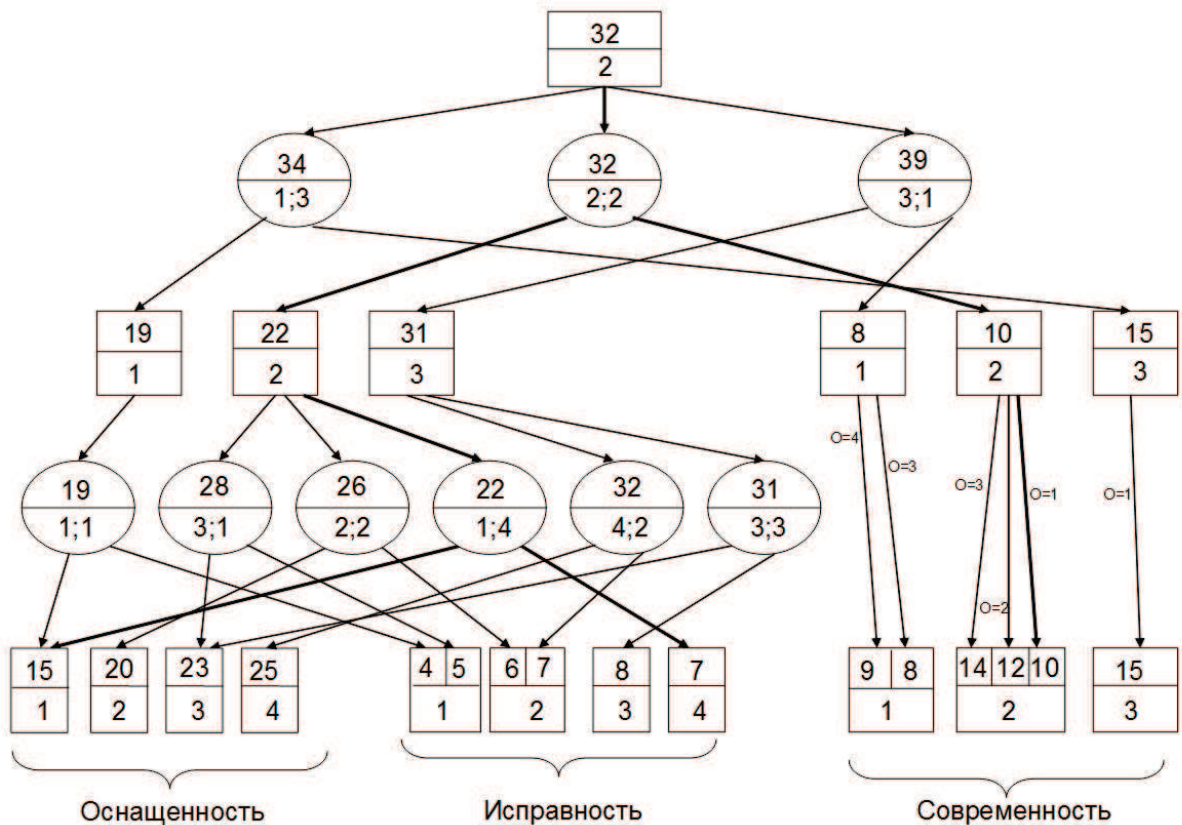 32
2
34 32 39
1;3 2;2 3;1
19 22 31 8 10 15
1 2 3 1 2 3
O=4 O=3 O=3 O=1 O=1
19 28 26 22 32 31
1;1 3;1 2;2 1;4 4;2 3;3
O=2
15 20 23 25 4 5 6 7 8 7 9 8 14 12 10 15
1 2 3 4 1 2 3 4 1 2 3
Оснащенность Исправность Современность